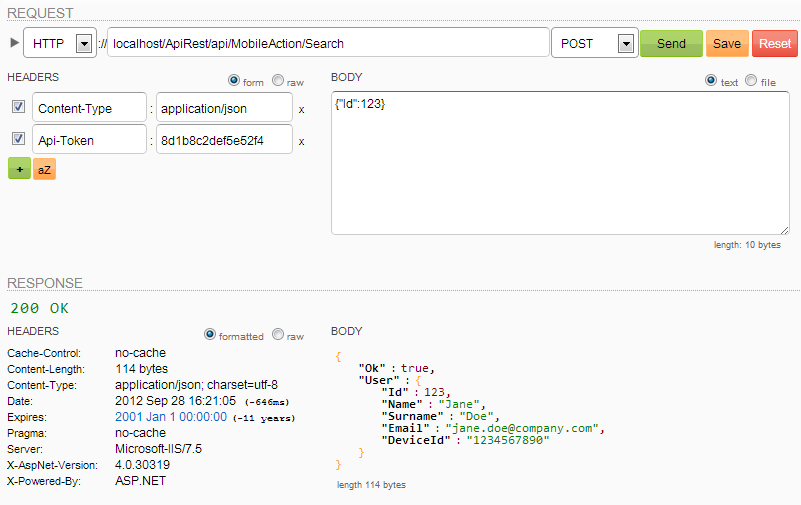 REQUEST
HTTP :// localhost/ApiRest/api/MobileAction/Search POST Send Save Reset
HEADERS form raw
Content-Type : application/json x
Api-Token : 8d1b8c2def5e52f4 x
+ aZ
BODY text file
{"Id":123}
length: 10 bytes
RESPONSE
200 OK
HEADERS formatted raw
Cache-Control: no-cache
Content-Length: 114 bytes
Content-Type: application/json; charset=utf-8
Date: 2012 Sep 28 16:21:05 (-646ms)
Expires: 2001 Jan 1 00:00:00 (-11 years)
Pragma: no-cache
Server: Microsoft-IIS/7.5
X-AspNet-Version: 4.0.30319
X-Powered-By: ASP.NET
BODY
{
"Ok" : true,
"User" : {
"Id" : 123,
"Name" : "Jane",
"Surname" : "Doe",
"Email" : "jane.doe@company.com",
"DeviceId" : "1234567890"
}
}
length 114 bytes